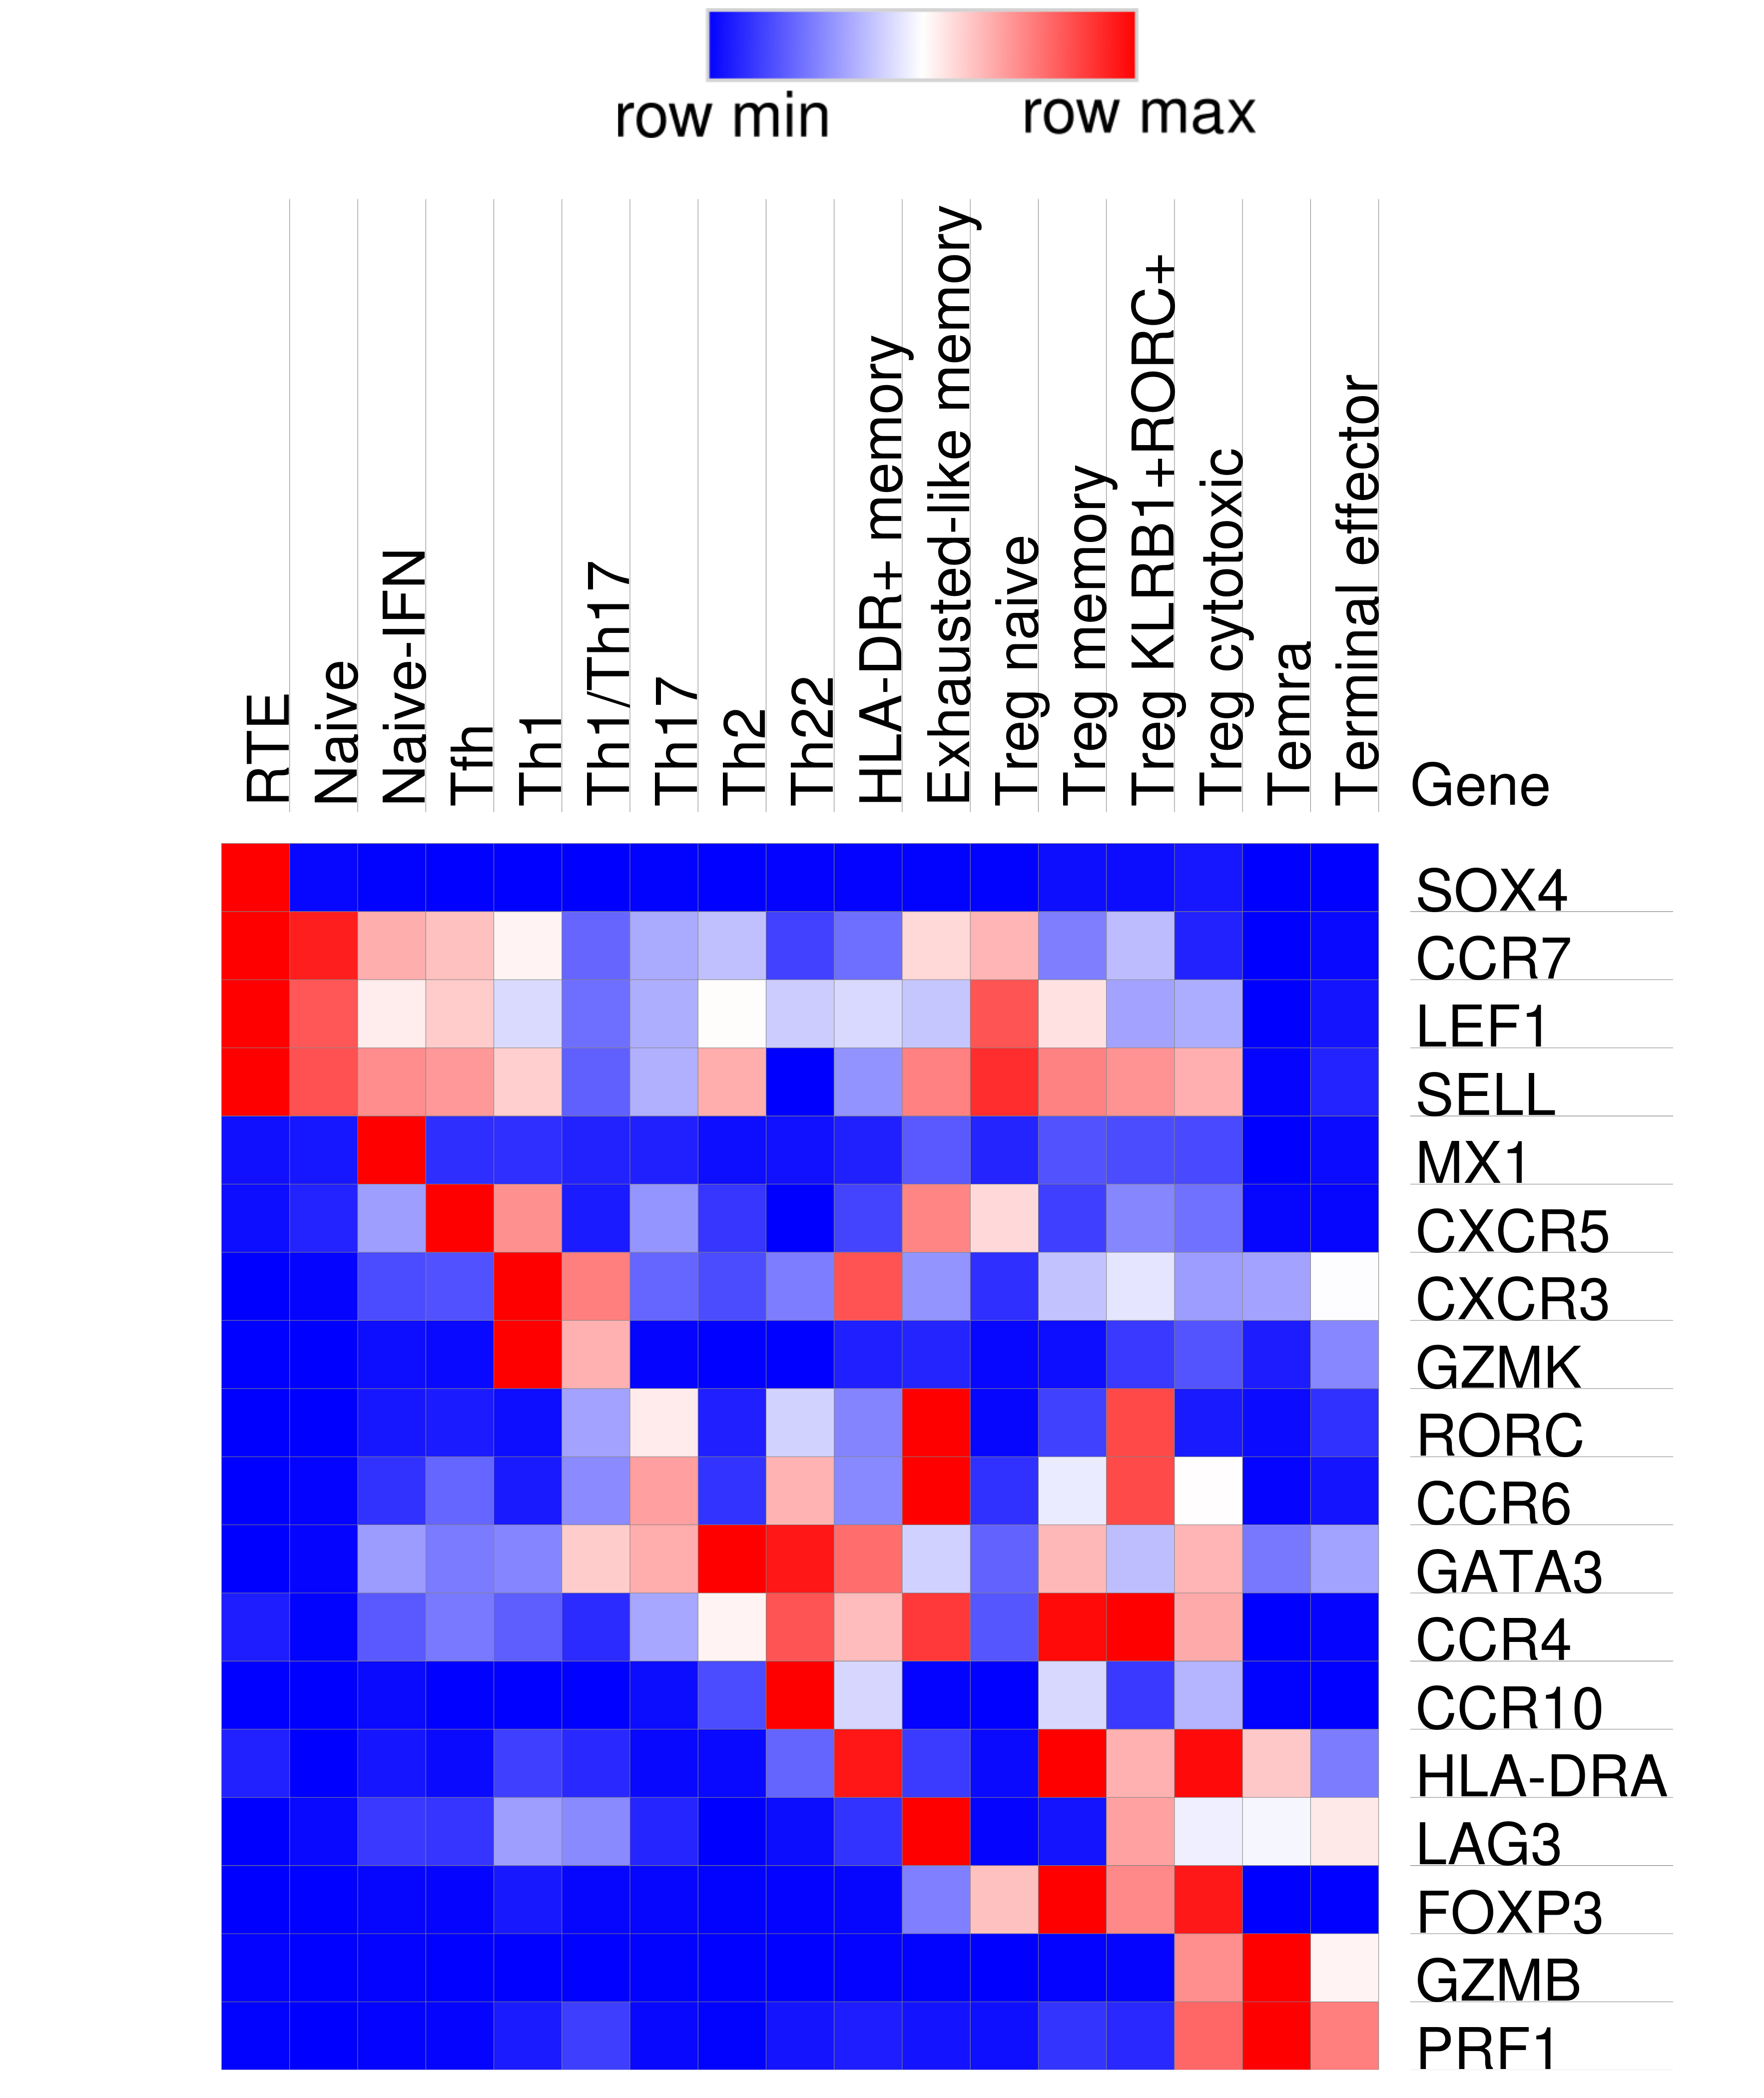 row min
row max
RTE
Naive
Naive-IFN
Tfh
Th1
Th1/Th17
Th17
Th2
Th22
HLA-DR+ memory
Exhausted-like memory
Treg naive
Treg memory
Treg KLRB1+RORC+
Treg cytotoxic
Temra
Terminal effector
Gene
SOX4
CCR7
LEF1
SELL
MX1
CXCR5
CXCR3
GZMK
RORC
CCR6
GATA3
CCR4
CCR10
HLA-DRA
LAG3
FOXP3
GZMB
PRF1